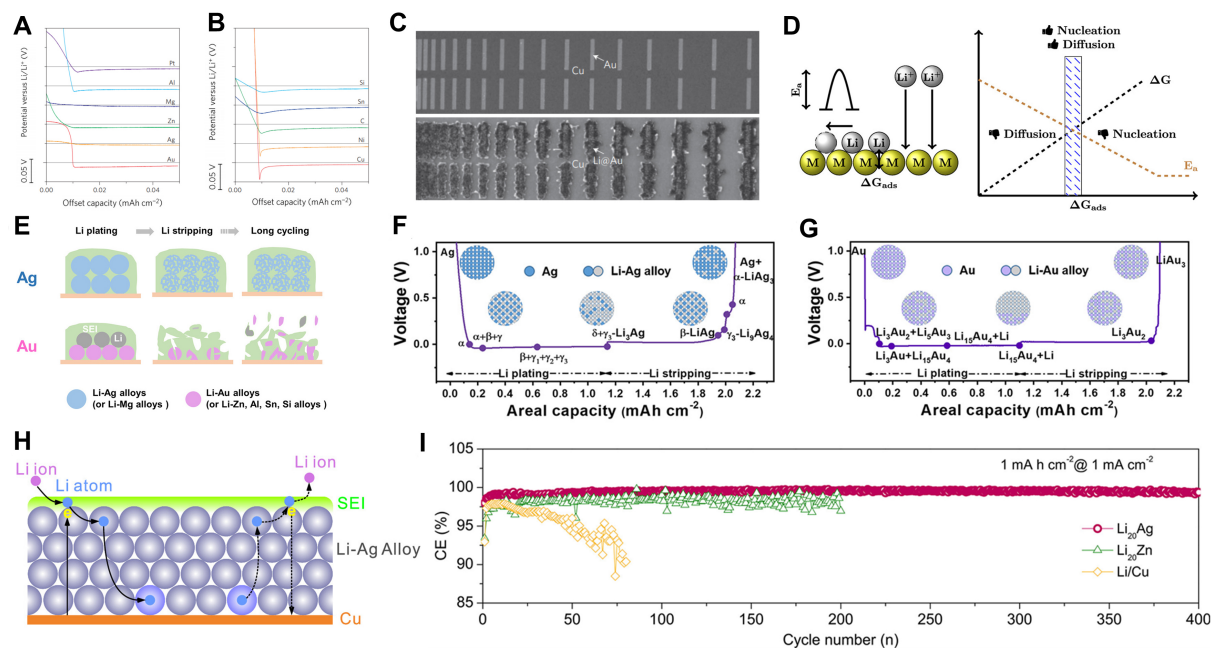 A
Potential versus Li/Li⁺ (V)
0.05 V
Pt
Al
Mg
Zn
Ag
Au
0.00
0.02
0.04
Offset capacity (mAh cm⁻²)
B
Potential versus Li/Li⁺ (V)
0.05 V
Si
Sn
C
Ni
Cu
0.00
0.02
0.04
Offset capacity (mAh cm⁻²)
C
Cu
Au
Cu
Li@Au
D
Eₐ
Li⁺ Li⁺
Li Li
M M M M M M
ΔG_ads
Nucleation
Diffusion
ΔG
Diffusion
Nucleation
Eₐ
ΔG_ads
E
Li plating
Li stripping
Long cycling
Ag
Au
SEI
Li
Li-Ag alloys
(or Li-Mg alloys )
Li-Au alloys
(or Li-Zn, Al, Sn, Si alloys )
F
Voltage (V)
1.0
0.5
0.0
Ag
Ag
Li-Ag alloy
Ag+
α-LiAg₃
α
α
α+β+γ
β+γ₁+γ₂+γ₃
δ+γ₃-Li₃Ag
β-LiAg
γ₃-Li₉Ag₄
Li plating
Li stripping
0.0 0.2 0.4 0.6 0.8 1.0 1.2 1.4 1.6 1.8 2.0 2.2
Areal capacity (mAh cm⁻²)
G
Voltage (V)
1.0
0.5
0.0
Au
Au
Li-Au alloy
LiAu₃
Li₃Au₂+Li₅Au₃
Li₃Au+Li₁₅Au₄
Li₁₅Au₄+Li
Li₁₅Au₄+Li
Li₃Au₂
Li plating
Li stripping
0.0 0.2 0.4 0.6 0.8 1.0 1.2 1.4 1.6 1.8 2.0 2.2
Areal capacity (mAh cm⁻²)
H
Li ion
Li atom
Li ion
SEI
e
e
Li-Ag Alloy
Cu
I
CE (%)
105
100
95
90
85
1 mA h cm⁻²@ 1 mA cm⁻²
Li₂₀Ag
Li₂₀Zn
Li/Cu
0 50 100 150 200 250 300 350 400
Cycle number (n)